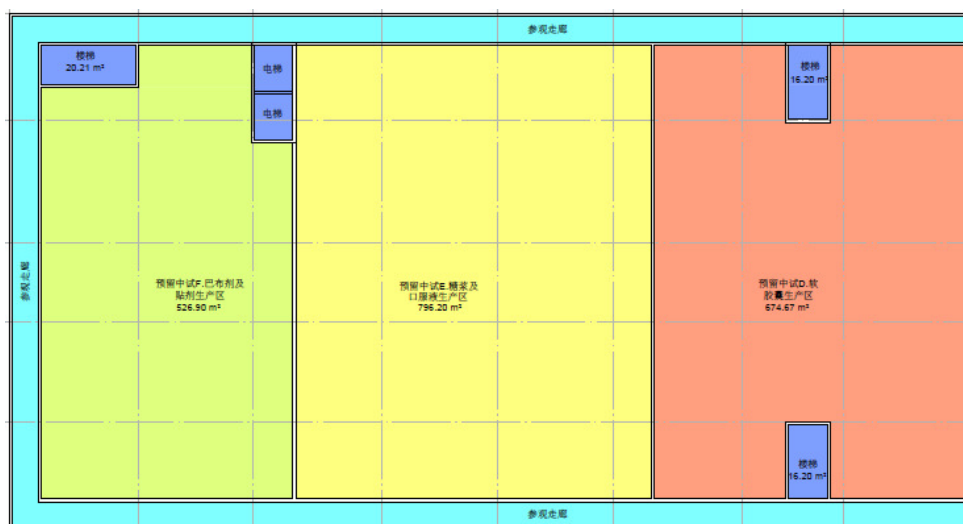 参观走廊
楼梯
20.21 m²
电梯
电梯
楼梯
16.20 m²
参观走廊
预留中试F.巴布剂及
贴剂生产区
526.90 m²
预留中试E.糖浆及
口服液生产区
796.20 m²
预留中试D.软
胶囊生产区
674.67 m²
楼梯
16.20 m²
参观走廊